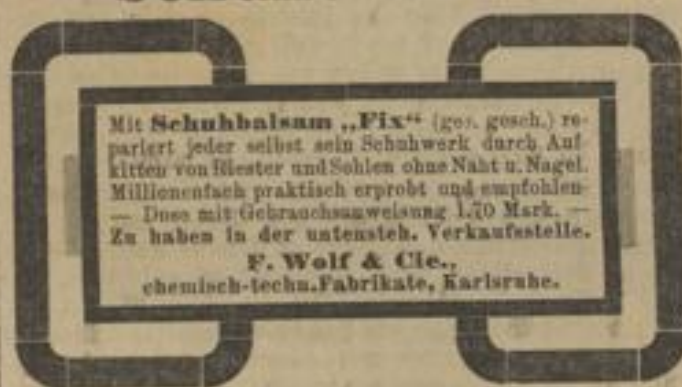 Mit Schuhbalsam „Fix“ (ges. gesch.) re-
pariert jeder selbst sein Schuhwerk durch Auf
kitten von Riester und Sohlen ohne Naht u. Nagel.
Millionenfach praktisch erprobt und empfohlen
— Dose mit Gebrauchsanweisung 1.70 Mark. —
Zu haben in der untensteh. Verkaufsstelle.
F. Wolf & Cie.,
chemisch-techn. Fabrikate, Karlsruhe.